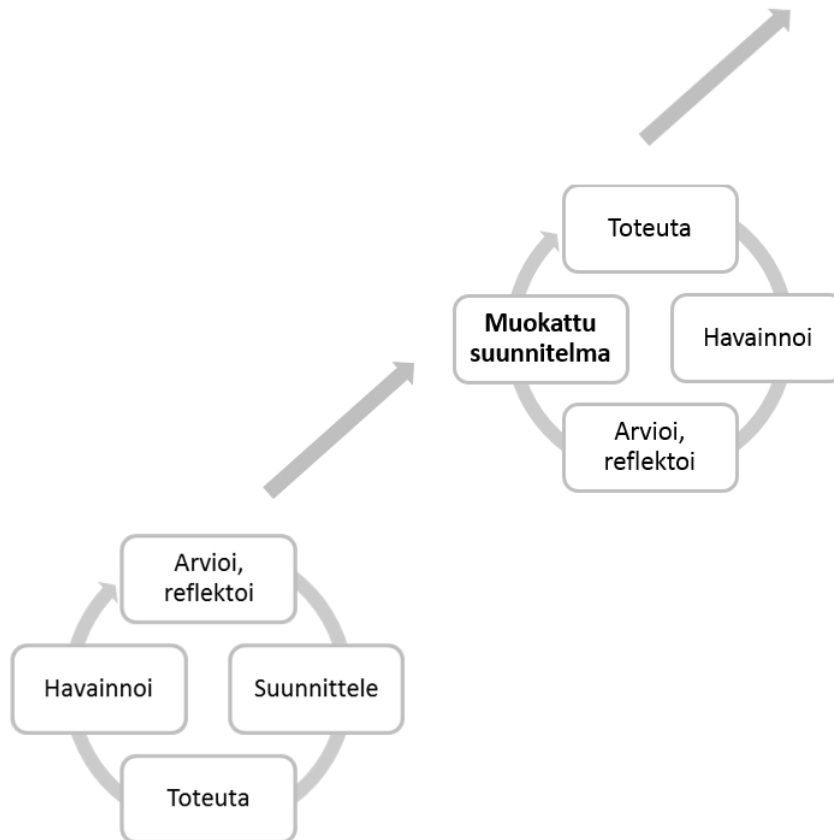 Toteuta
Muokattu
suunnitelma
Havainnoi
Arvioi,
reflektoi
Arvioi,
reflektoi
Havainnoi
Suunnittele
Toteuta